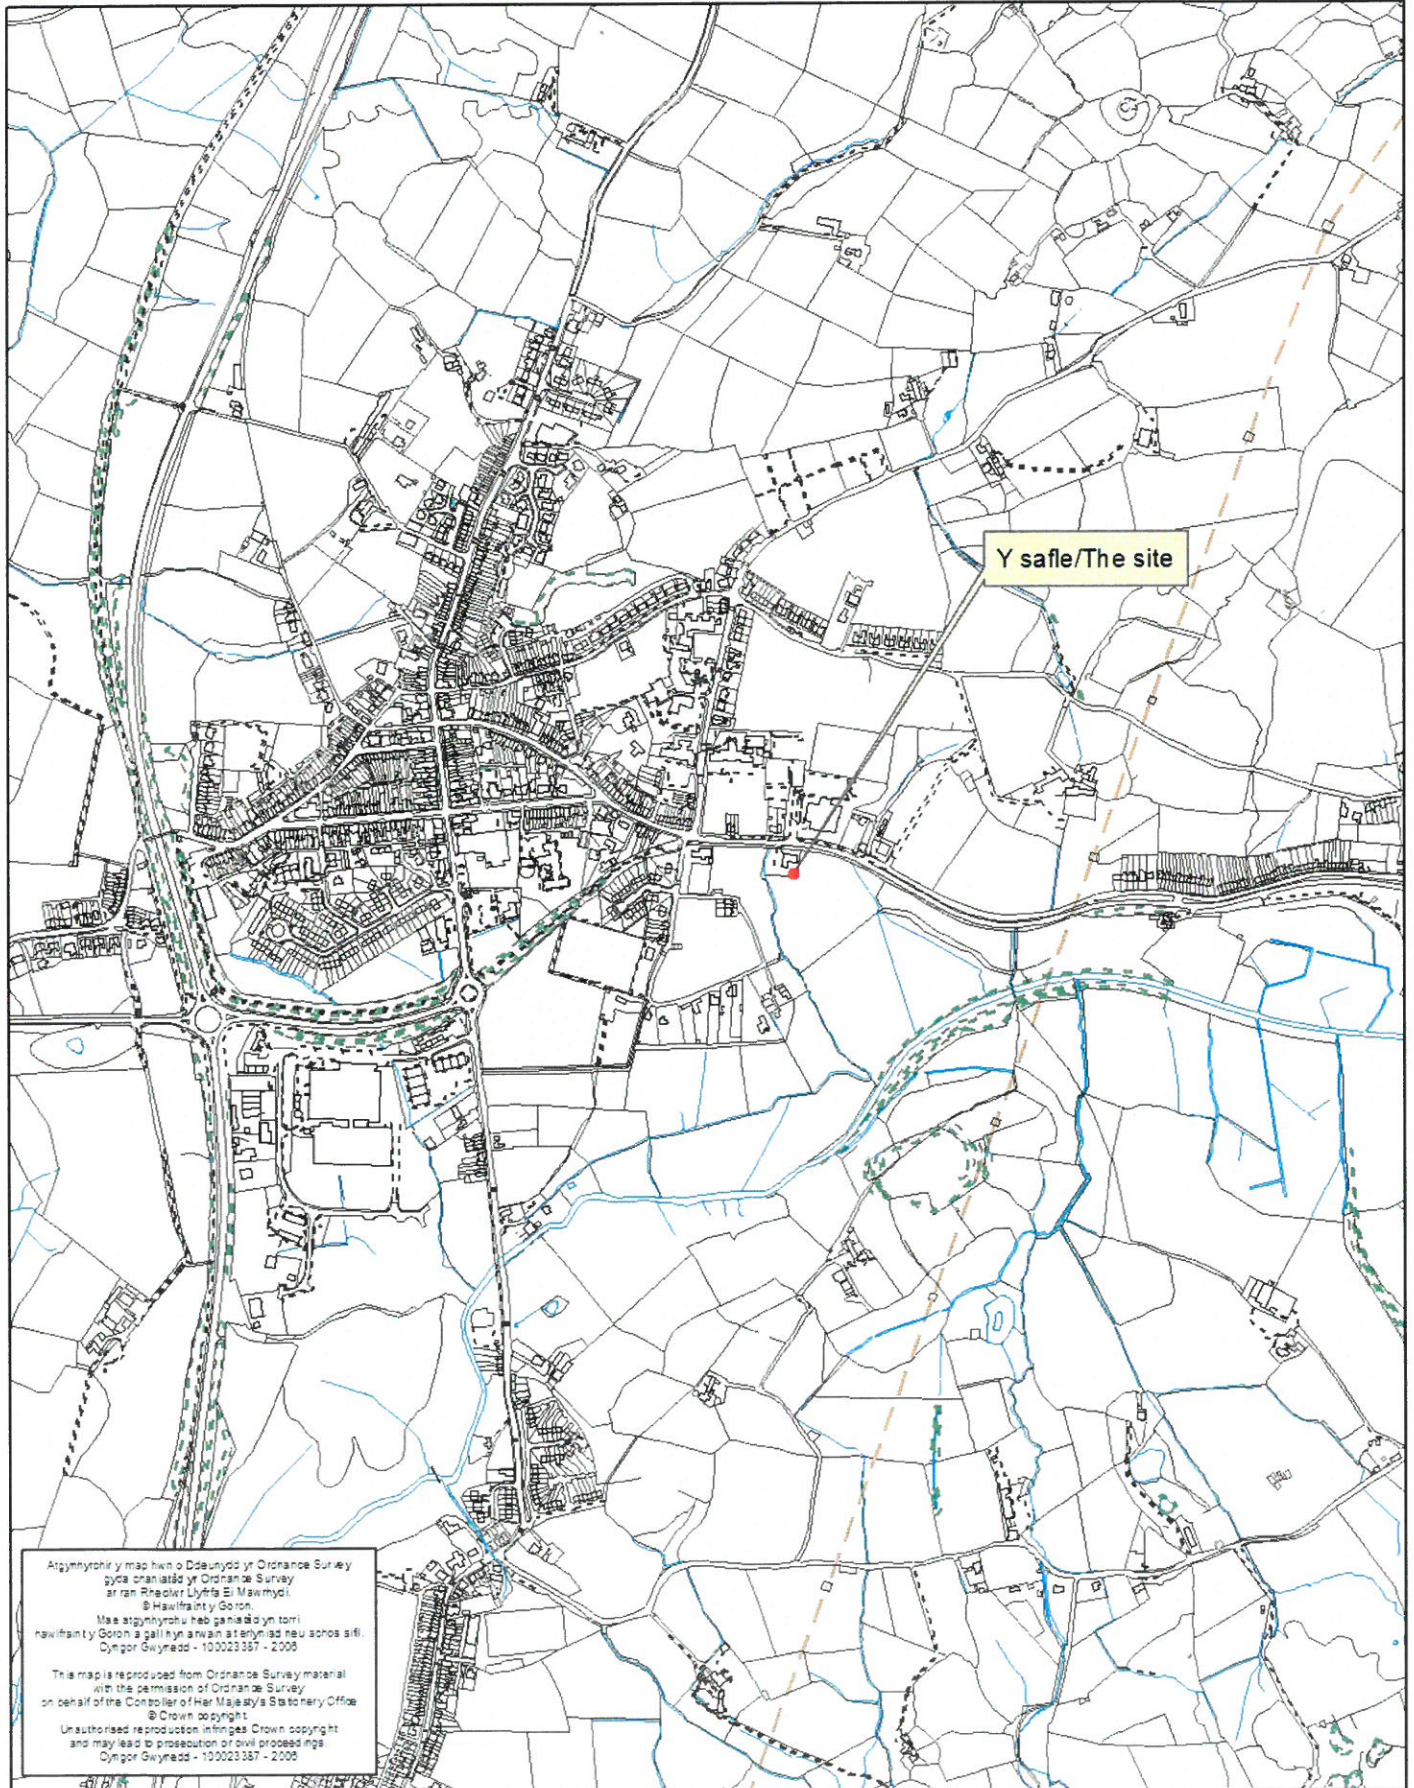 Y safle/The site
Atgynhyrchir y map hwn o Ddeunydd yr Ordnance Survey
gyda chaniatâd yr Ordnance Survey
ar ran Rheolwr Llyfrfa Ei Mawrhydi.
© Hawlfraint y Goron.
Mae atgynhyrchu heb ganiatâd yn torri
hawlfraint y Goron a gall hyn arwain at erlyniad neu achos sifil.
Cyngor Gwynedd - 100023387 - 2008
This map is reproduced from Ordnance Survey material
with the permission of Ordnance Survey
on behalf of the Controller of Her Majesty's Stationery Office
© Crown copyright
Unauthorised reproduction infringes Crown copyright
and may lead to prosecution or civil proceedings.
Cyngor Gwynedd - 100023387 - 2008